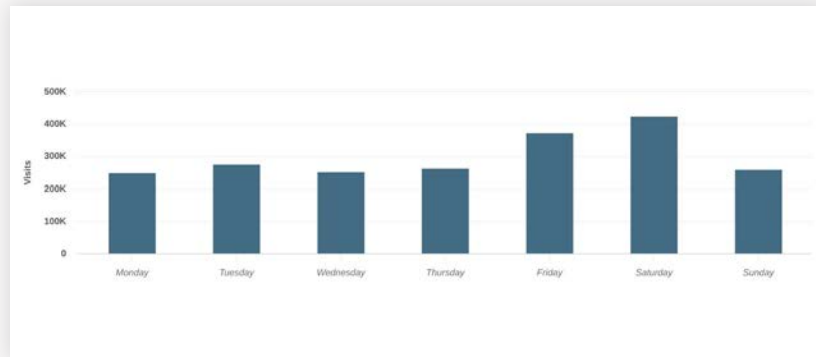 500K
400K
300K
Visits
200K
100K
0
Monday Tuesday Wednesday Thursday Friday Saturday Sunday